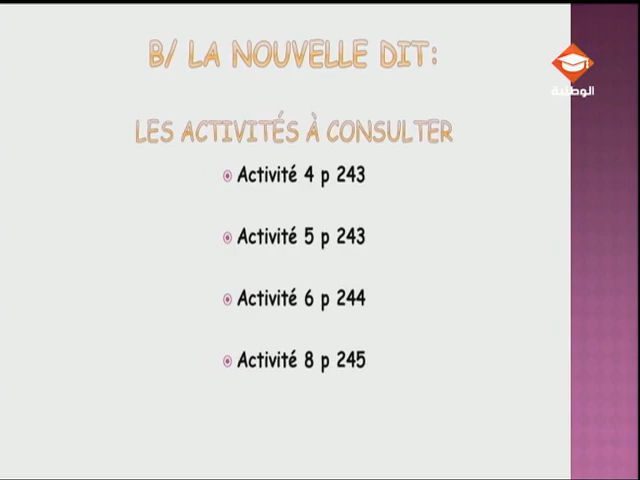 B/ LA NOUVELLE DIT:
الوطنية
LES ACTIVITÉS À CONSULTER
Activité 4 p 243
Activité 5 p 243
Activité 6 p 244
Activité 8 p 245